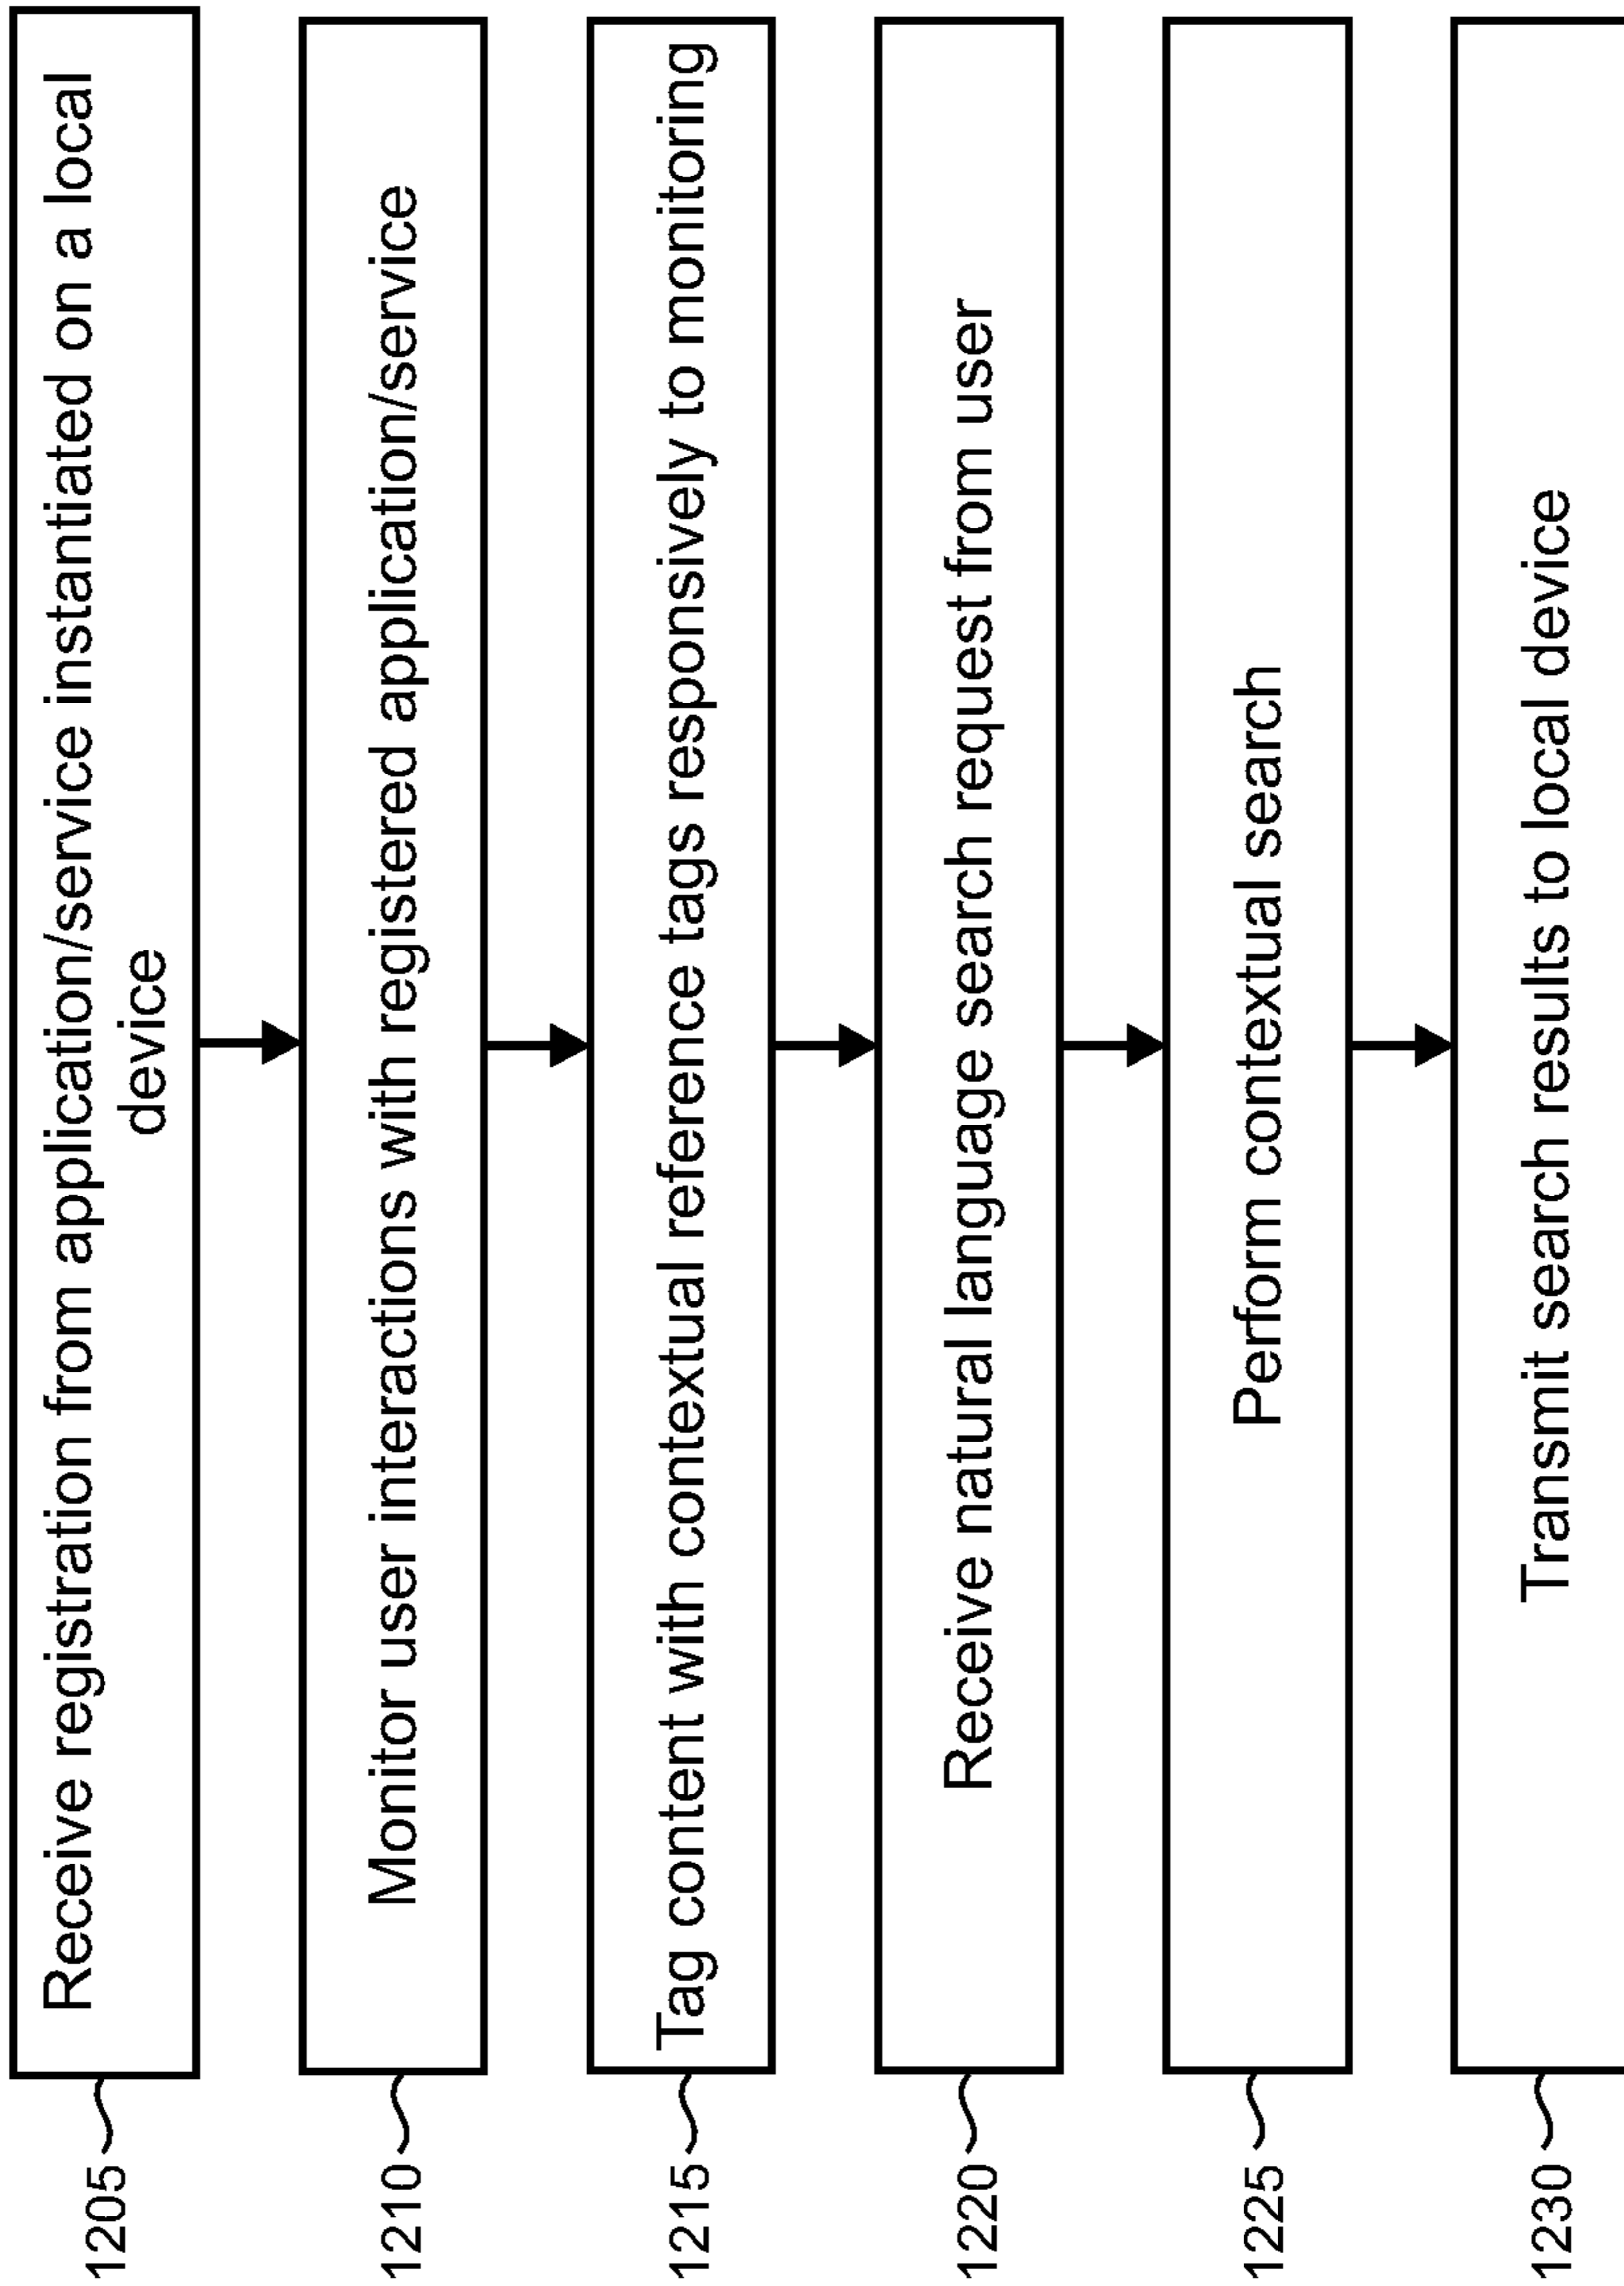 1205
Receive registration from application/service instantiated on a local
device
1210
Monitor user interactions with registered application/service
1215
Tag content with contextual reference tags responsively to monitoring
1220
Receive natural language search request from user
1225
Perform contextual search
1230
Transmit search results to local device